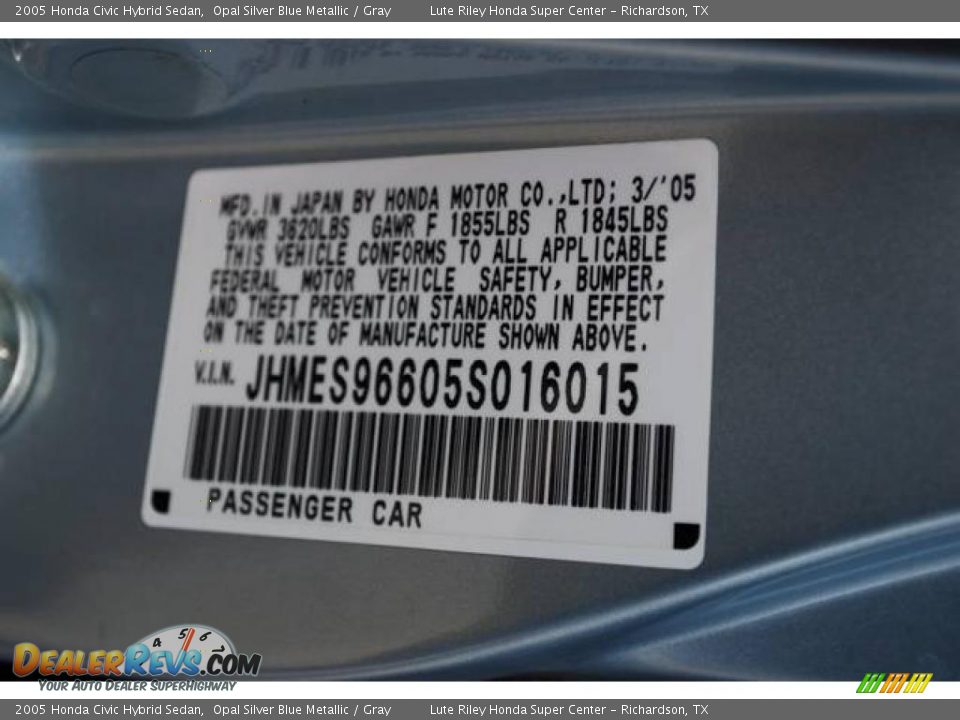 2005 Honda Civic Hybrid Sedan, Opal Silver Blue Metallic / Gray Lute Riley Honda Super Center - Richardson, TX
MFD. IN JAPAN BY HONDA MOTOR CO.,LTD; 3/'05
GVWR 3620LBS GAWR F 1855LBS R 1845LBS
THIS VEHICLE CONFORMS TO ALL APPLICABLE
FEDERAL MOTOR VEHICLE SAFETY, BUMPER,
AND THEFT PREVENTION STANDARDS IN EFFECT
ON THE DATE OF MANUFACTURE SHOWN ABOVE.
V.I.N. JHMES96605S016015
PASSENGER CAR
4 5 6
DEALERREVS.COM
YOUR AUTO DEALER SUPERHIGHWAY
2005 Honda Civic Hybrid Sedan, Opal Silver Blue Metallic / Gray Lute Riley Honda Super Center - Richardson, TX